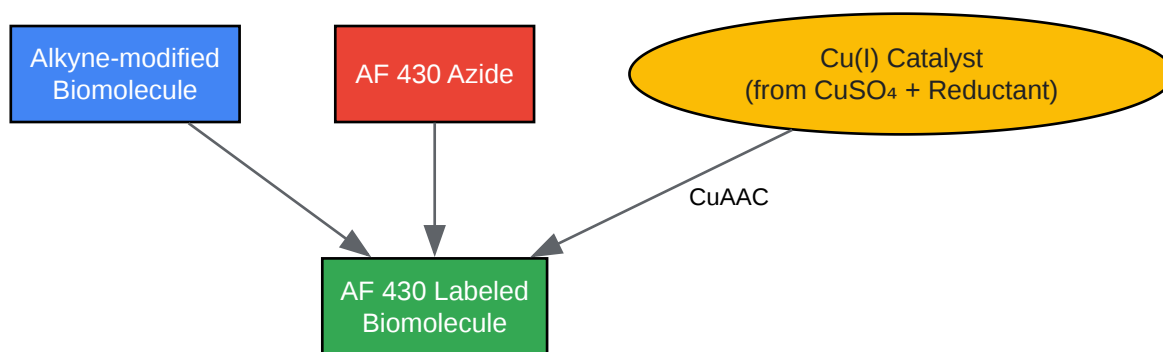 Alkyne-modified
Biomolecule
AF 430 Azide
Cu(I) Catalyst
(from CuSO₄ + Reductant)
CuAAC
AF 430 Labeled
Biomolecule